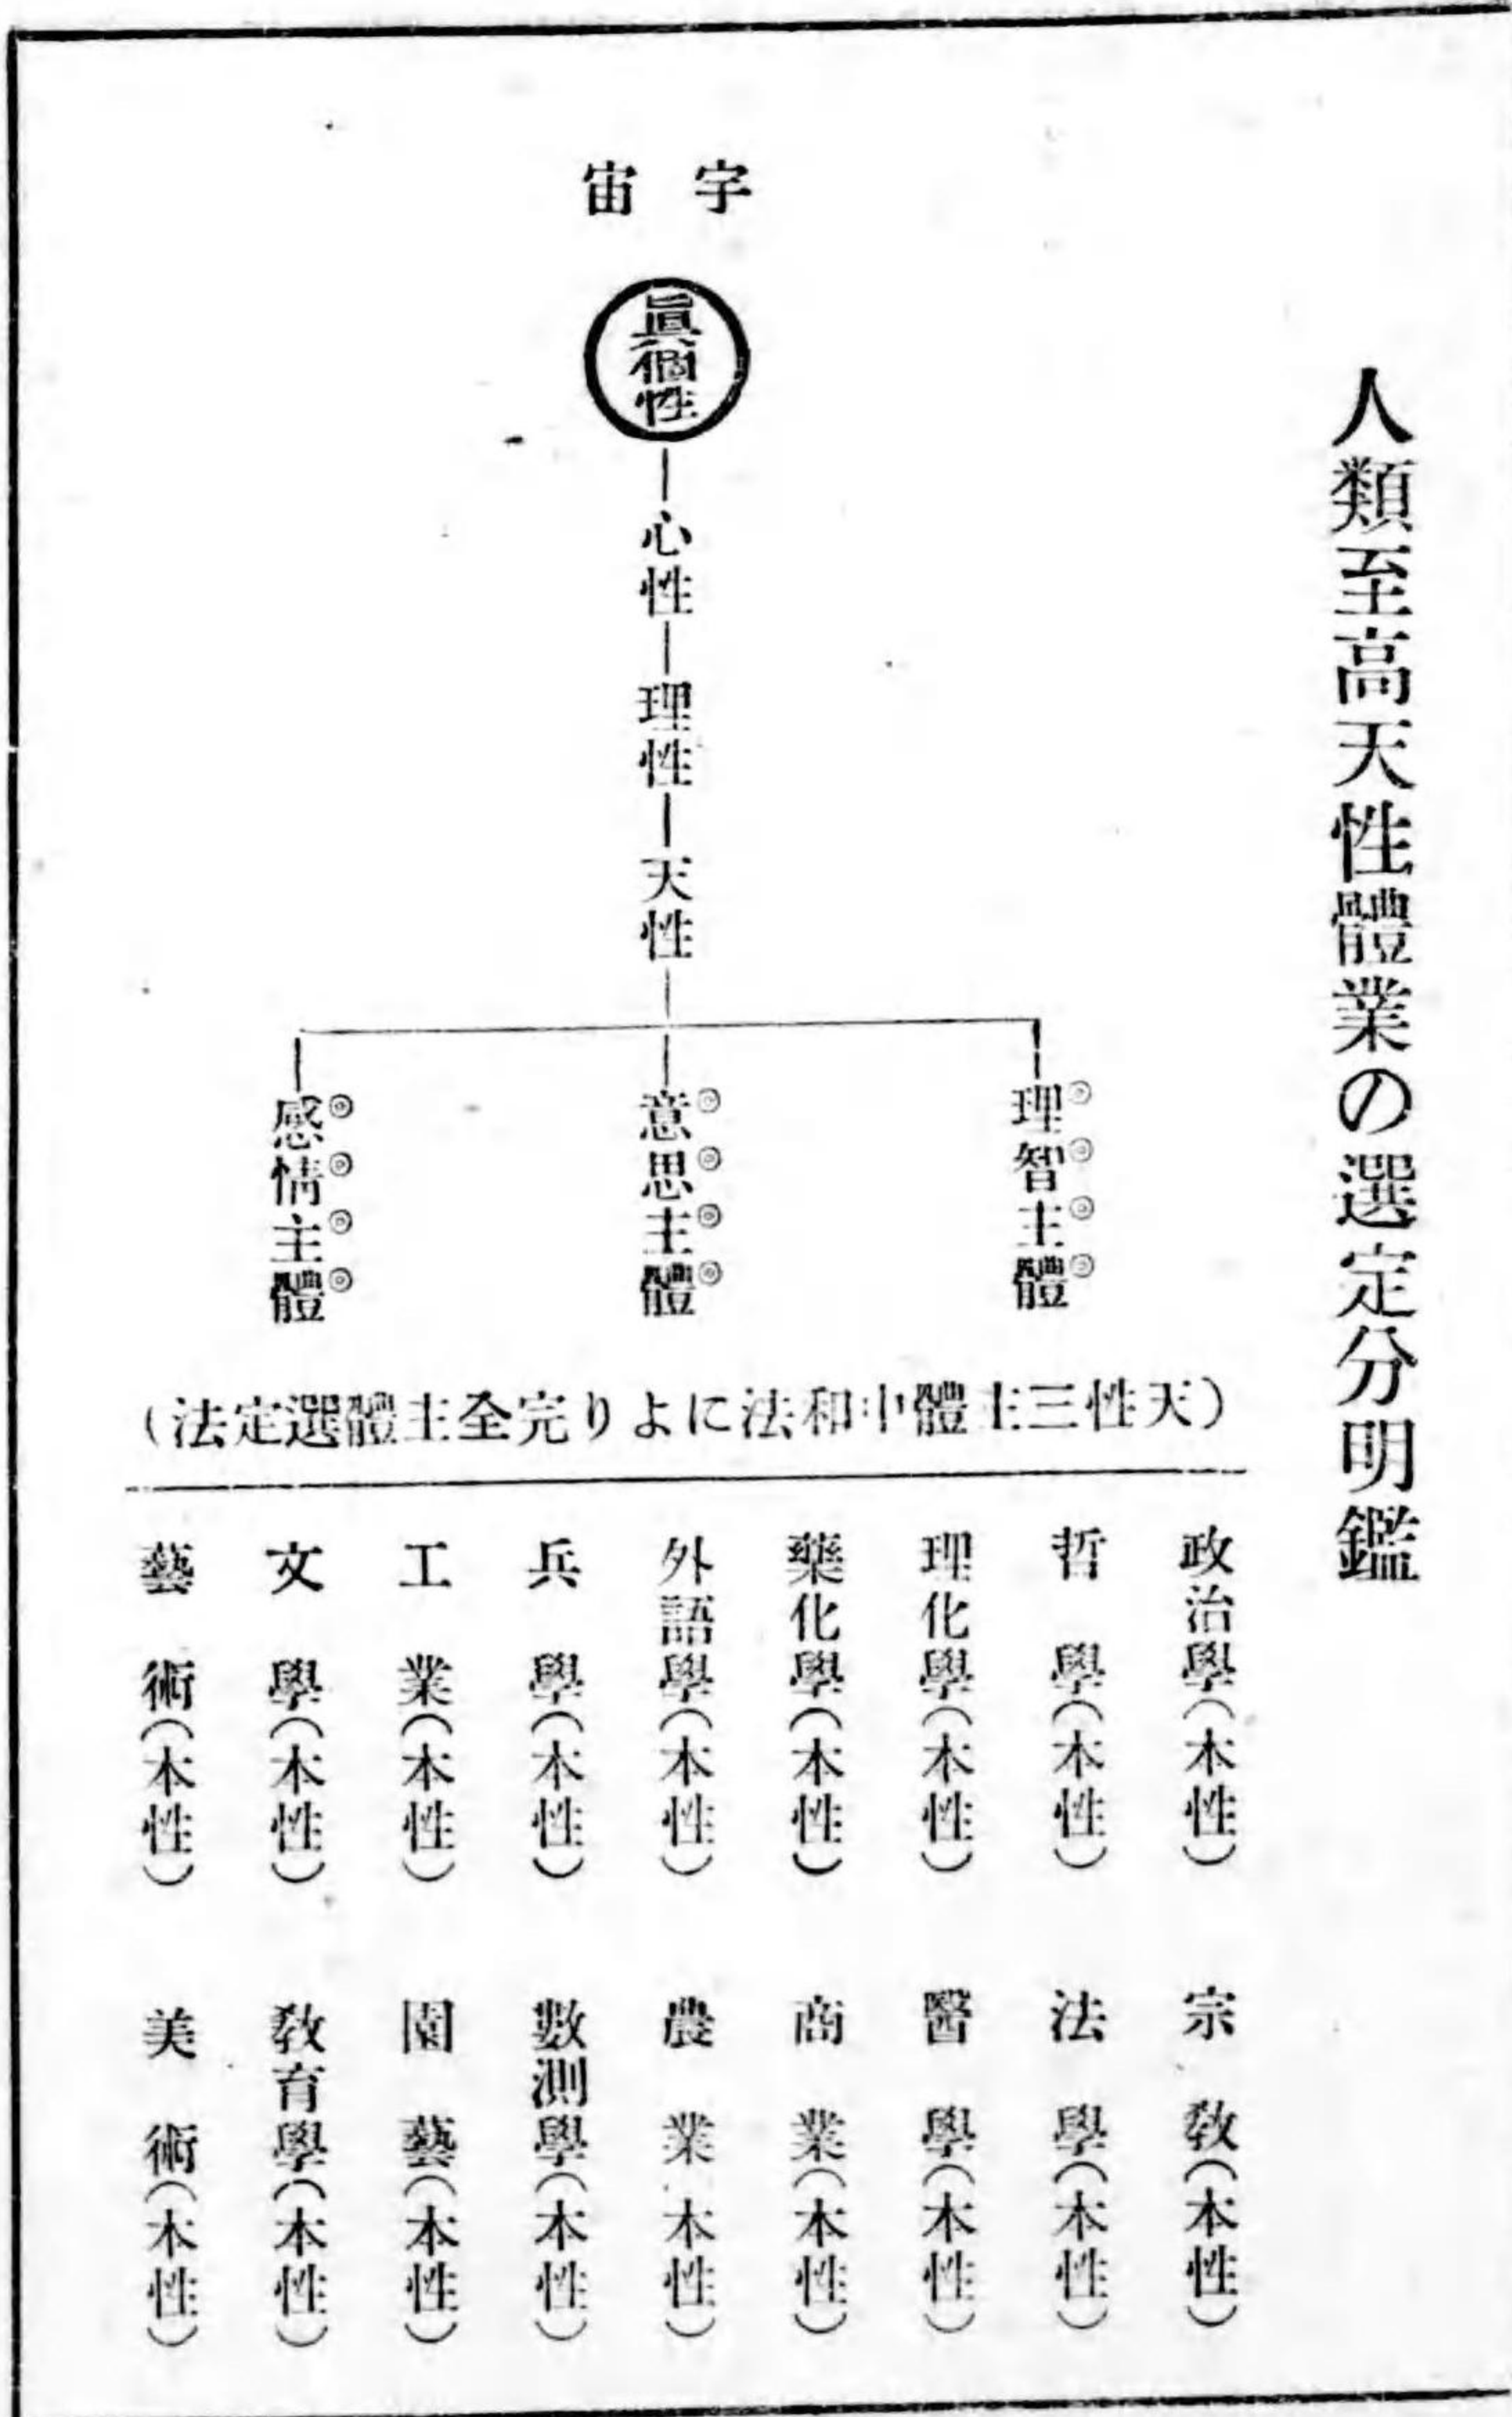 人類至高天性體業の選定分明鑑
宇宙
眞個性
心性
理性
天性
理智主體
意思主體
感情主體
(天性三主體中和法により完全主體選定法)
政治學(本性)
宗敎(本性)
哲學(本性)
法學(本性)
理化學(本性)
醫學(本性)
藥化學(本性)
商業(本性)
外語學(本性)
農業 本性)
兵學(本性)
數測學(本性)
工業(本性)
園藝(本性)
文學(本性)
敎育學(本性)
藝術(本性)
美術(本性)